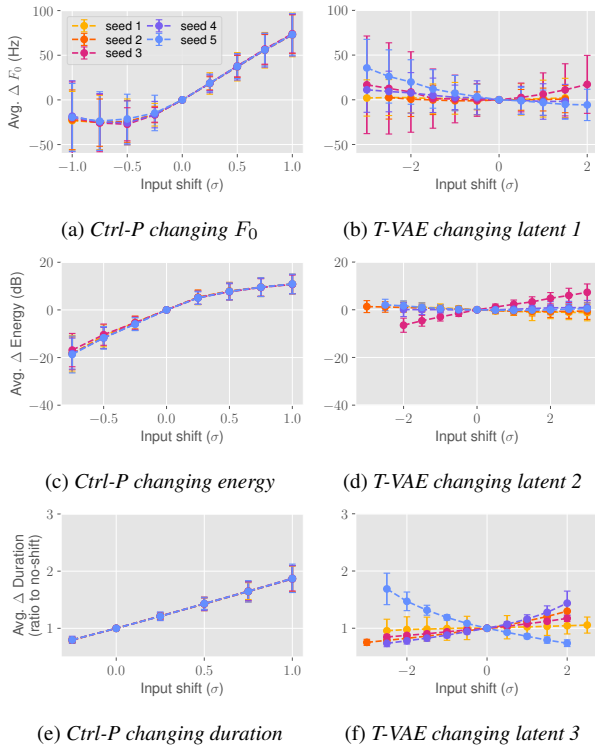 seed 1
seed 2
seed 3
seed 4
seed 5
Avg. Δ F₀ (Hz)
100
50
0
−50
−1.0 −0.5 0.0 0.5 1.0
Input shift (σ)
100
50
0
−50
−2 0 2
Input shift (σ)
(a) Ctrl-P changing F₀
(b) T-VAE changing latent 1
Avg. Δ Energy (dB)
20
0
−20
−40
−0.5 0.0 0.5 1.0
Input shift (σ)
20
0
−20
−40
−2 0 2
Input shift (σ)
(c) Ctrl-P changing energy
(d) T-VAE changing latent 2
Avg. Δ Duration
(ratio to no-shift)
3
2
1
0.0 0.5 1.0
Input shift (σ)
3
2
1
−2 0 2
Input shift (σ)
(e) Ctrl-P changing duration
(f) T-VAE changing latent 3